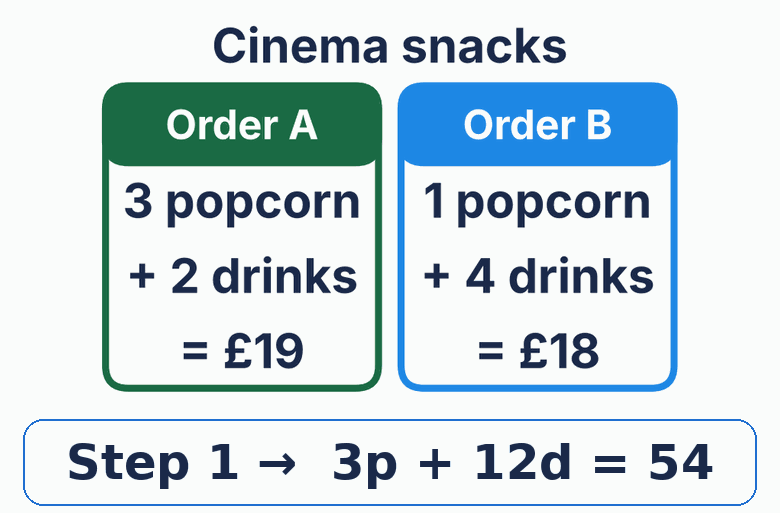 Cinema snacks
Order A
3 popcorn
+ 2 drinks
= £19
Order B
1 popcorn
+ 4 drinks
= £18
Step 1 → 3p + 12d = 54